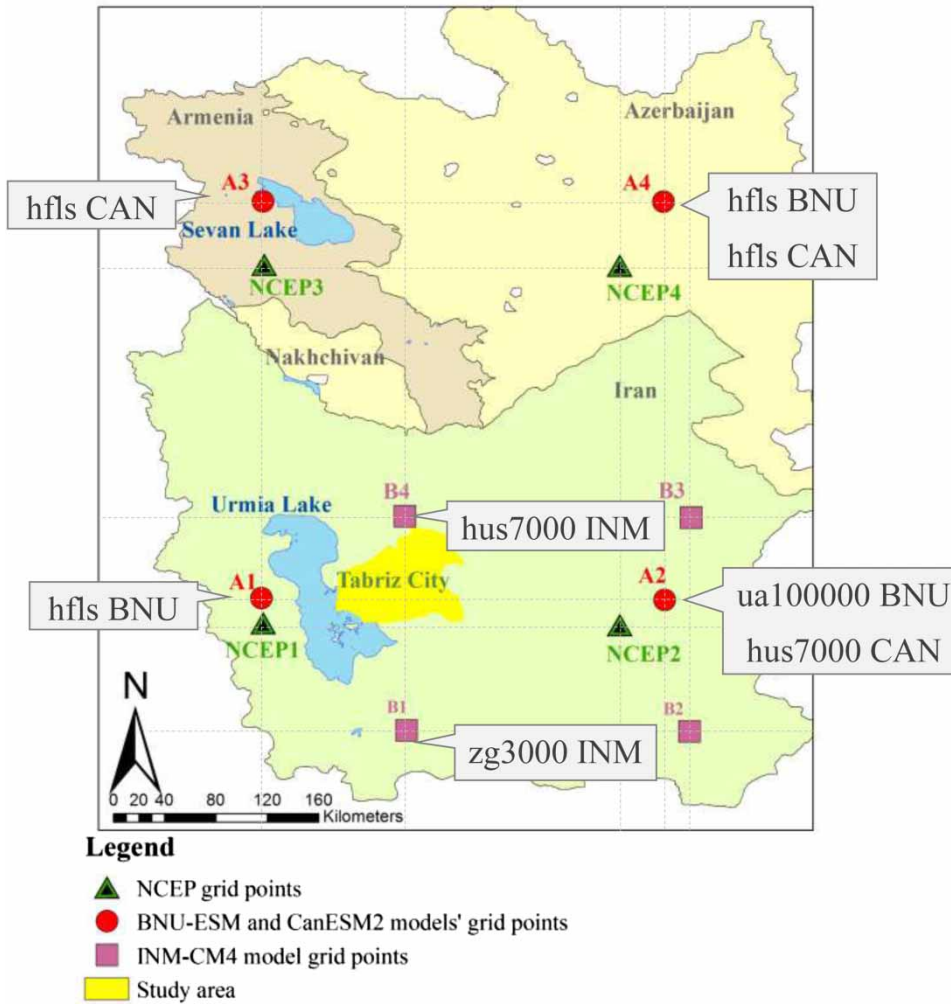 Armenia
Azerbaijan
A3
A4
hfls CAN
hfls BNU
hfls CAN
Sevan Lake
NCEP3
NCEP4
Nakhchivan
Iran
B4
B3
Urmia Lake
hus7000 INM
Tabriz City
A1
A2
hfls BNU
ua100000 BNU
hus7000 CAN
NCEP1
NCEP2
N
B1
B2
zg3000 INM
0 20 40 80 120 160
Kilometers
Legend
NCEP grid points
BNU-ESM and CanESM2 models' grid points
INM-CM4 model grid points
Study area